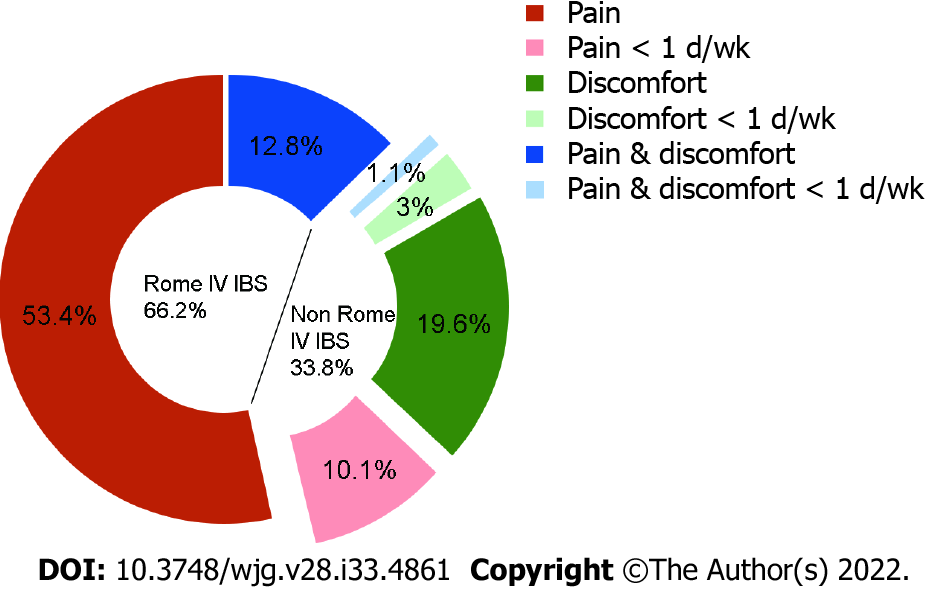 Pain
Pain < 1 d/wk
Discomfort
Discomfort < 1 d/wk
Pain & discomfort
Pain & discomfort < 1 d/wk
12.8%
1.1%
3%
Rome IV IBS
66.2%
53.4%
Non Rome
IV IBS
33.8%
19.6%
10.1%
DOI: 10.3748/wjg.v28.i33.4861 Copyright ©The Author(s) 2022.